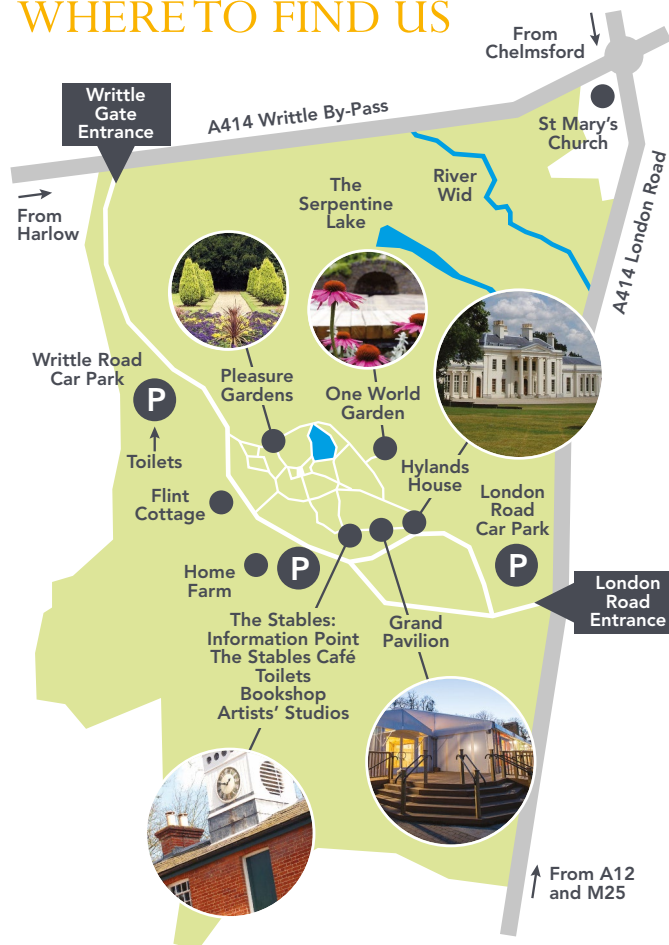 WHERE TO FIND US
From
Chelmsford
Writtle
Gate
Entrance
A414 Writtle By-Pass
St Mary's
Church
From
Harlow
The
Serpentine
Lake
River
Wid
A414 London Road
Writtle Road
Car Park
P
Toilets
Pleasure
Gardens
One World
Garden
Flint
Cottage
Hylands
House
London
Road
Car Park
P
Home
Farm
P
London
Road
Entrance
The Stables:
Information Point
The Stables Café
Toilets
Bookshop
Artists' Studios
Grand
Pavilion
From A12
and M25